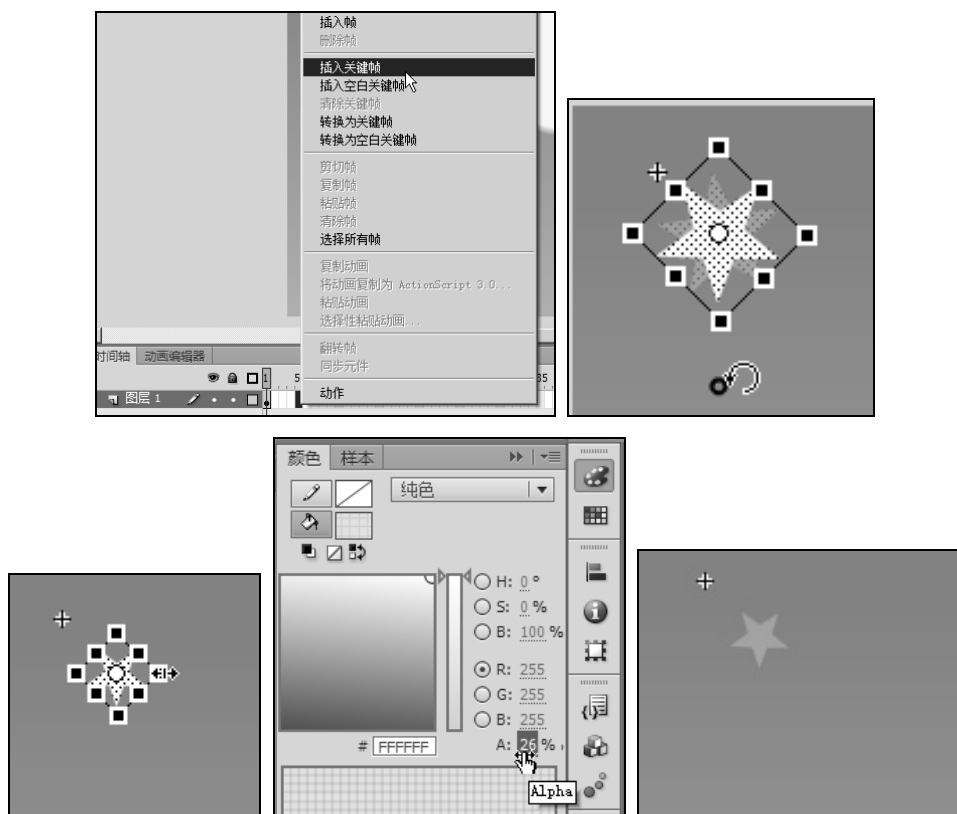 插入帧
删除帧
插入关键帧
插入空白关键帧
清除关键帧
转换为关键帧
转换为空白关键帧
剪切帧
复制帧
粘贴帧
清除帧
选择所有帧
复制动画
将动画复制为 ActionScript 3.0...
粘贴动画
选择性粘贴动画...
翻转帧
同步元件
动作
时间轴 动画编辑器
1 5 35
图层 1
颜色 样本
纯色
H: 0 °
S: 0 %
B: 100 %
R: 255
G: 255
B: 255
# FFFFFF A: 26 %
Alpha